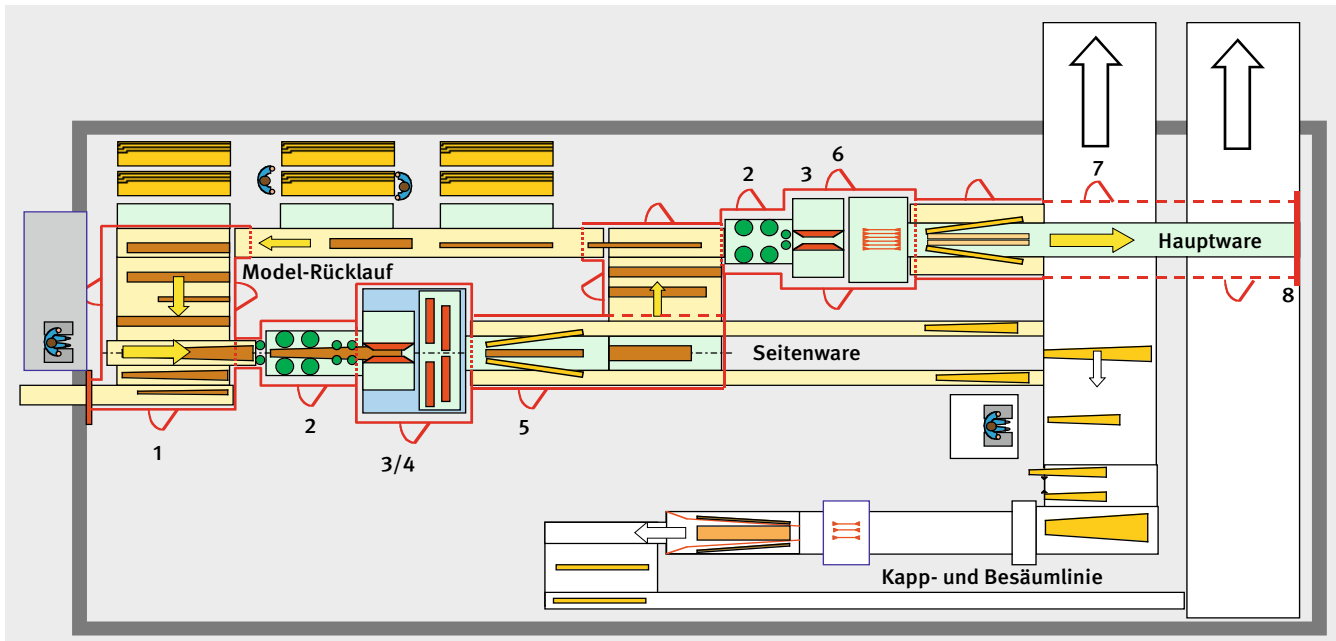 6
2
3
7
Hauptware
Model-Rücklauf
8
Seitenware
1
2
5
3/4
Kapp- und Besäumlinie